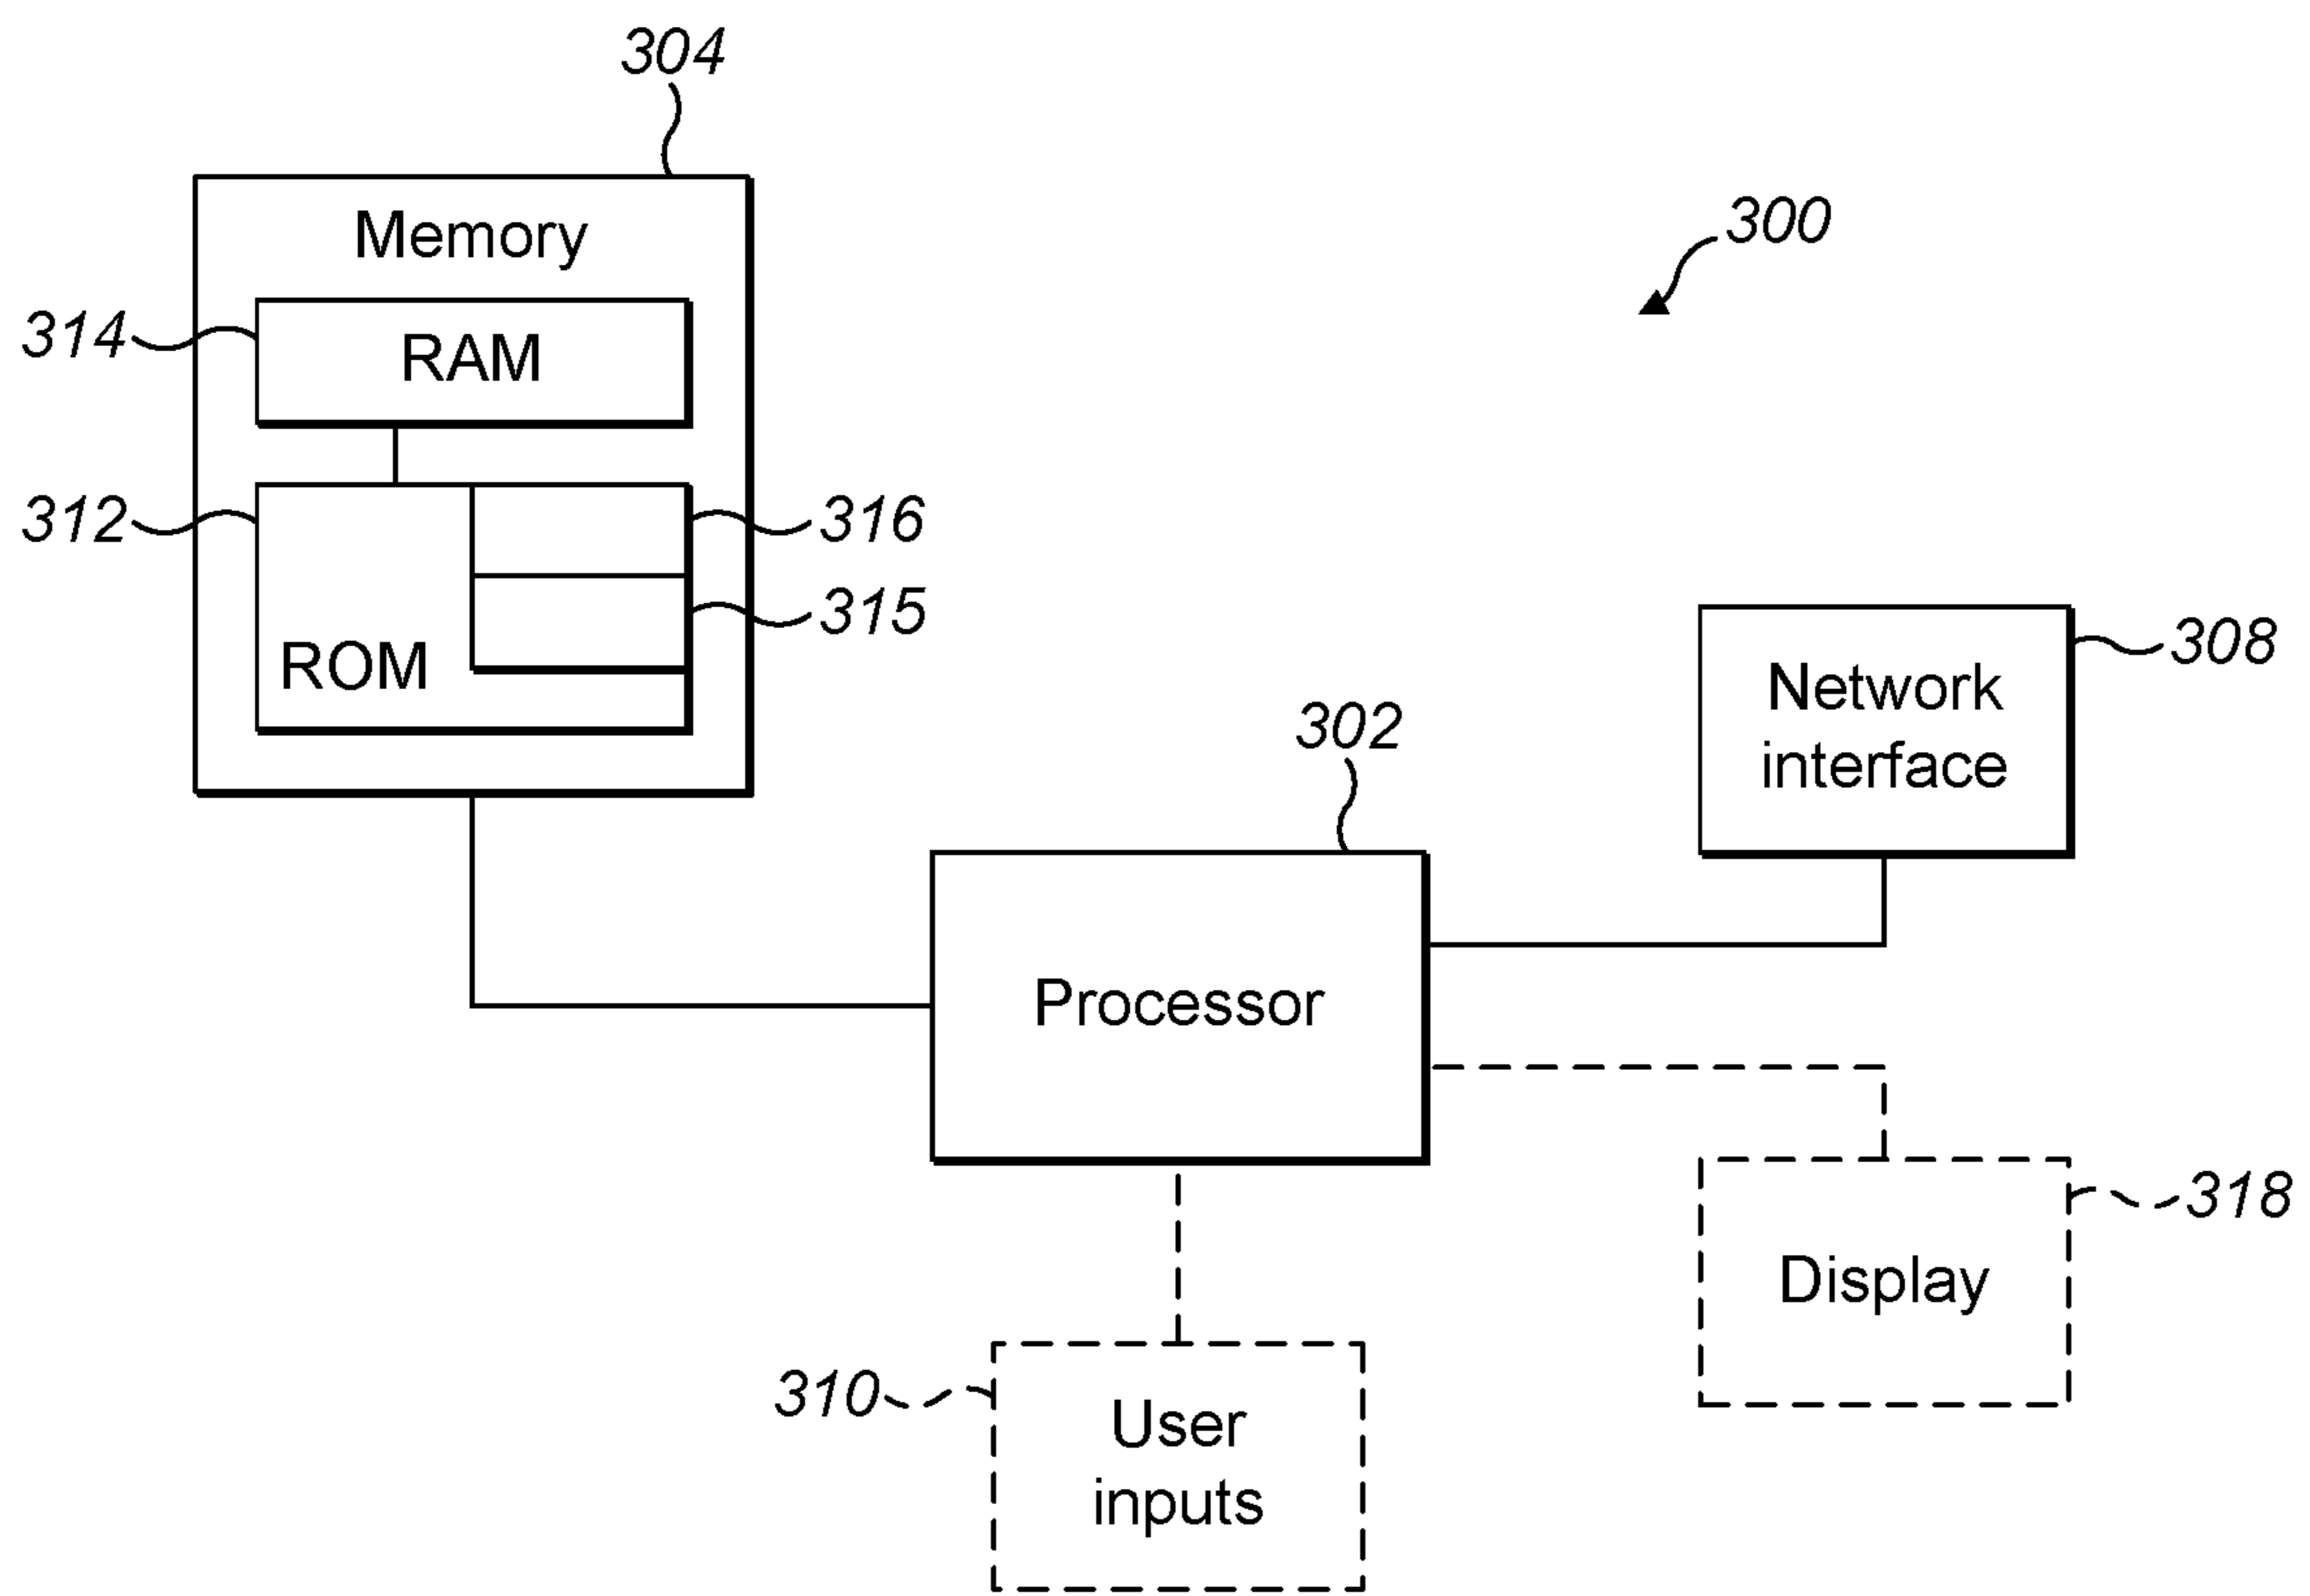 304
Memory
300
314
RAM
312
316
315
ROM
308
Network
interface
302
Processor
318
Display
310
User
inputs